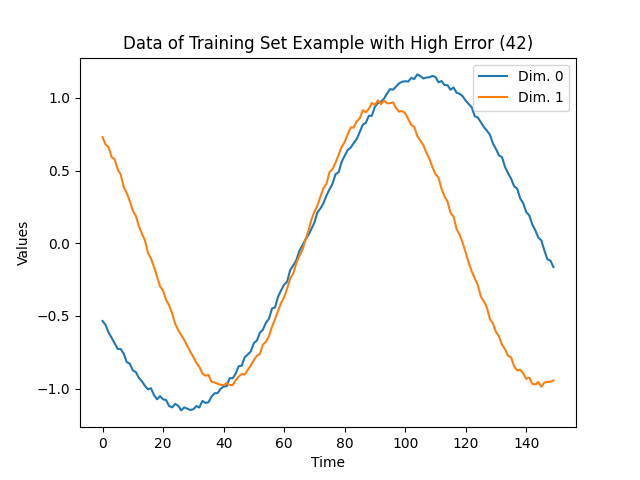 Data of Training Set Example with High Error (42)
Dim. 0
Dim. 1
1.0
0.5
0.0
−0.5
−1.0
Values
0 20 40 60 80 100 120 140
Time